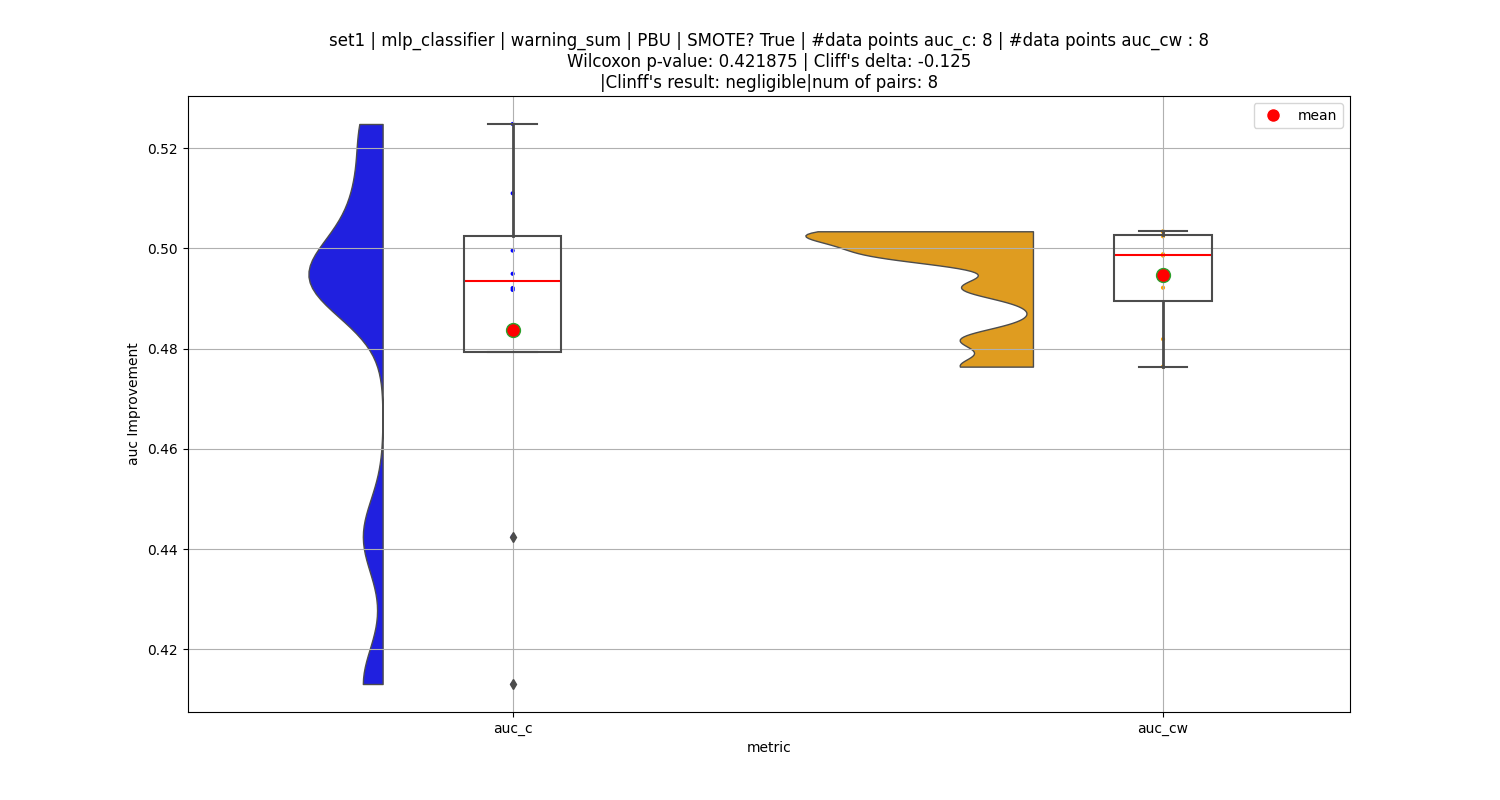 set1 | mlp_classifier | warning_sum | PBU | SMOTE? True | #data points auc_c: 8 | #data points auc_cw : 8
Wilcoxon p-value: 0.421875 | Cliff's delta: -0.125
|Clinff's result: negligible|num of pairs: 8
mean
0.52
0.50
0.48
0.46
0.44
0.42
auc Improvement
auc_c
auc_cw
metric